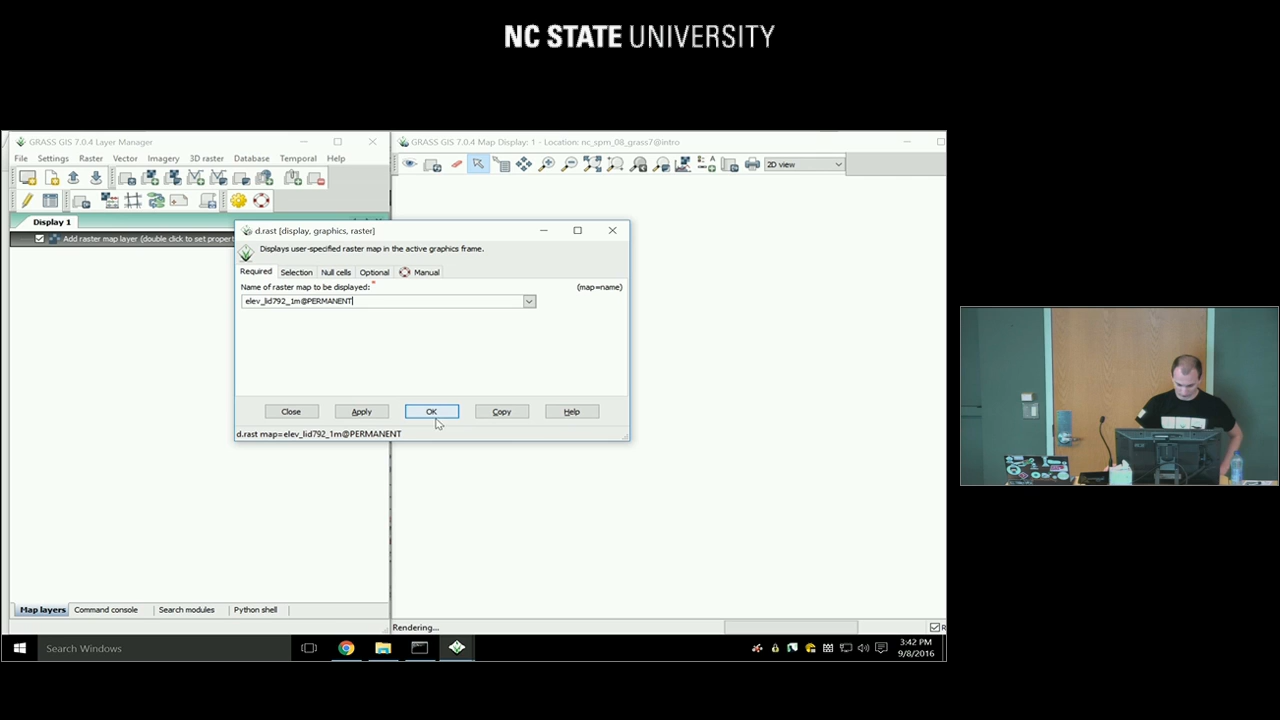 NC STATE UNIVERSITY
GRASS GIS 7.0.4 Layer Manager
File Settings Raster Vector Imagery 3D raster Database Temporal Help
Display 1
Add raster map layer (double click to set propert
GRASS GIS 7.0.4 Map Display: 1 - Location: nc_spm_08_grass7@intro
2D view
d.rast [display, graphics, raster]
Displays user-specified raster map in the active graphics frame.
Required Selection Null cells Optional Manual
Name of raster map to be displayed:* (map=name)
elev_lid792_1m@PERMANENT
Close Apply OK Copy Help
d.rast map=elev_lid792_1m@PERMANENT
Map layers Command console Search modules Python shell
Rendering...
R
Search Windows
3:42 PM
9/8/2016